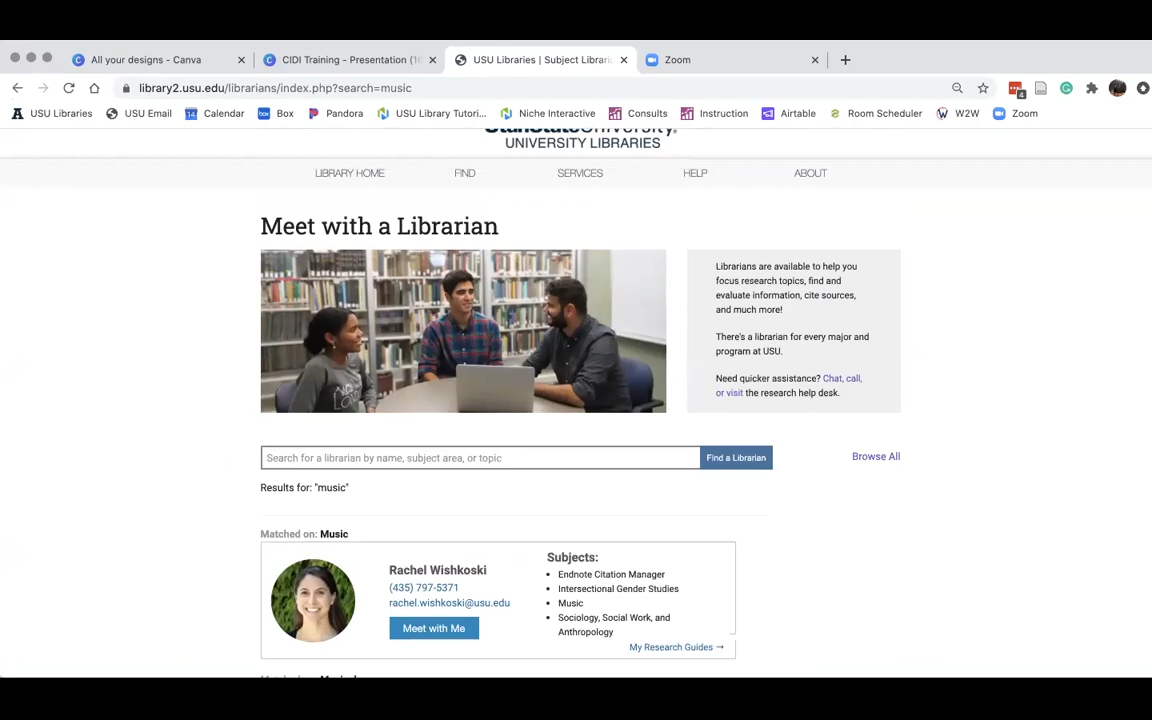 All your designs - Canva
CIDI Training - Presentation (1
USU Libraries | Subject Librari
Zoom
library2.usu.edu/librarians/index.php?search=music
4
USU Libraries
USU Email
Calendar
Box
Pandora
USU Library Tutori...
Niche Interactive
Consults
Instruction
Airtable
Room Scheduler
W2W
Zoom
UtahStateUniversity
UNIVERSITY LIBRARIES
LIBRARY HOME
FIND
SERVICES
HELP
ABOUT
Meet with a Librarian
Librarians are available to help you
focus research topics, find and
evaluate information, cite sources,
and much more!
There's a librarian for every major and
program at USU.
Need quicker assistance? Chat, call,
or visit the research help desk.
Search for a librarian by name, subject area, or topic
Find a Librarian
Browse All
Results for: "music"
Matched on: Music
Rachel Wishkoski
(435) 797-5371
rachel.wishkoski@usu.edu
Meet with Me
Subjects:
• Endnote Citation Manager
• Intersectional Gender Studies
• Music
• Sociology, Social Work, and
Anthropology
My Research Guides →